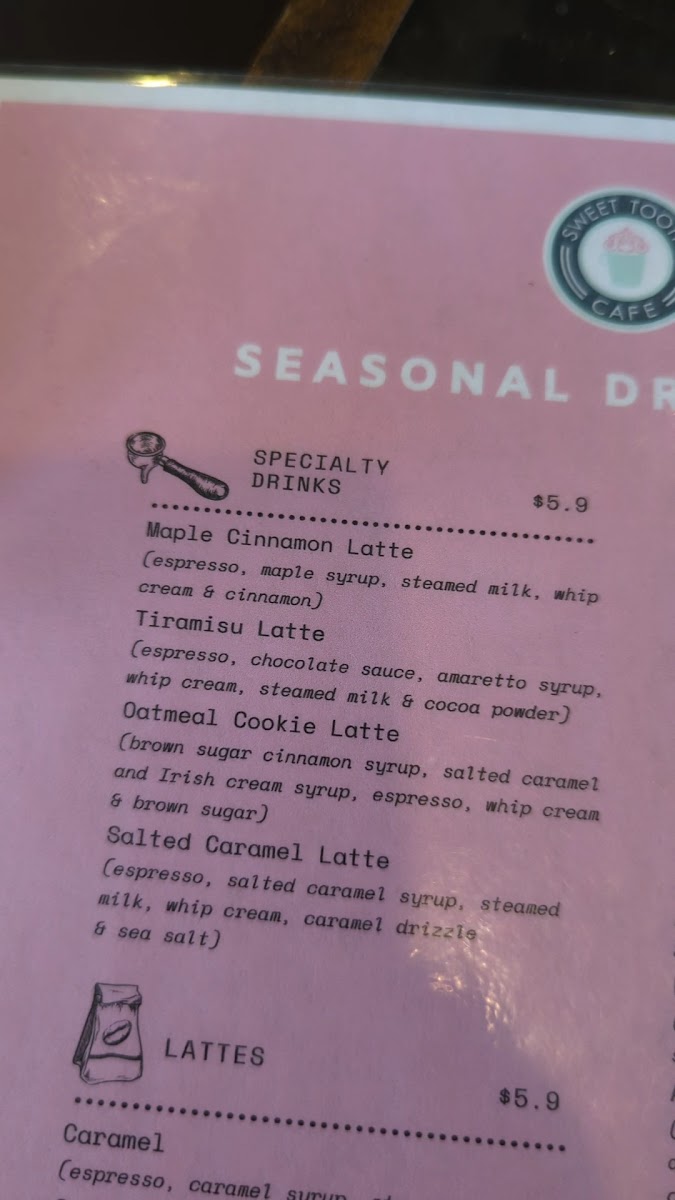 SWEET
CAFE
SEASONAL
SPECIALTY
DRINKS
$5.9
Maple Cinnamon Latte
(espresso, maple syrup, steamed milk, whip
cream & cinnamon)
Tiramisu Latte
(espresso, chocolate sauce, amaretto syrup,
whip cream, steamed milk & cocoa powder)
Oatmeal Cookie Latte
(brown sugar cinnamon syrup, salted caramel
and Irish cream syrup, espresso, whip cream
& brown sugar)
Salted Caramel Latte
(espresso, salted caramel syrup, steamed
milk, whip cream, caramel drizzle
& sea salt)
LATTES
$5.9
Caramel
(espresso, caramel syrup,